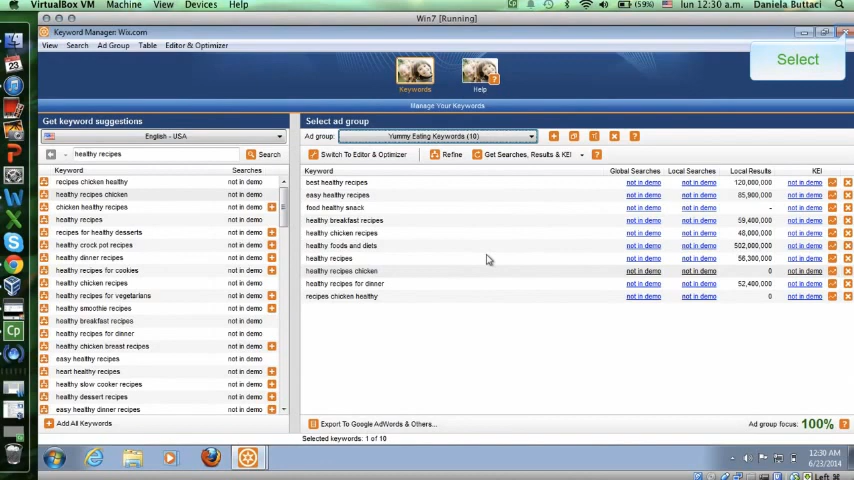 VirtualBox VM Machine View Devices Help (59%) lun 12:30 a.m. Daniela Buttaci
Win7 [Running]
Keyword Manager: Wix.com
View Search Ad Group Table Editor & Optimizer
Select
Keywords Help
Manage Your Keywords
Get keyword suggestions
English - USA
healthy recipes Search
Keyword Searches
recipes chicken healthy not in demo
healthy recipes chicken not in demo
chicken healthy recipes not in demo
healthy recipes not in demo
recipes for healthy desserts not in demo
healthy crock pot recipes not in demo
healthy dinner recipes not in demo
healthy recipes for cookies not in demo
healthy chicken recipes not in demo
healthy recipes for vegetarians not in demo
healthy smoothie recipes not in demo
healthy breakfast recipes not in demo
healthy recipes for dinner not in demo
healthy chicken breast recipes not in demo
easy healthy recipes not in demo
heart healthy recipes not in demo
healthy slow cooker recipes not in demo
healthy dessert recipes not in demo
easy healthy dinner recipes not in demo
Add All Keywords
Select ad group
Ad group: Yummy Eating Keywords (10)
Switch To Editor & Optimizer Refine Get Searches, Results & KEI
Keyword Global Searches Local Searches Local Results KEI
best healthy recipes not in demo not in demo 120,000,000 not in demo
easy healthy recipes not in demo not in demo 85,900,000 not in demo
food healthy snack not in demo not in demo - not in demo
healthy breakfast recipes not in demo not in demo 59,400,000 not in demo
healthy chicken recipes not in demo not in demo 48,000,000 not in demo
healthy foods and diets not in demo not in demo 502,000,000 not in demo
healthy recipes not in demo not in demo 56,300,000 not in demo
healthy recipes chicken not in demo not in demo 0 not in demo
healthy recipes for dinner not in demo not in demo 52,400,000 not in demo
recipes chicken healthy not in demo not in demo 0 not in demo
Export To Google AdWords & Others... Ad group focus: 100%
Selected keywords: 1 of 10
12:30 AM
6/23/2014
Left ⌘